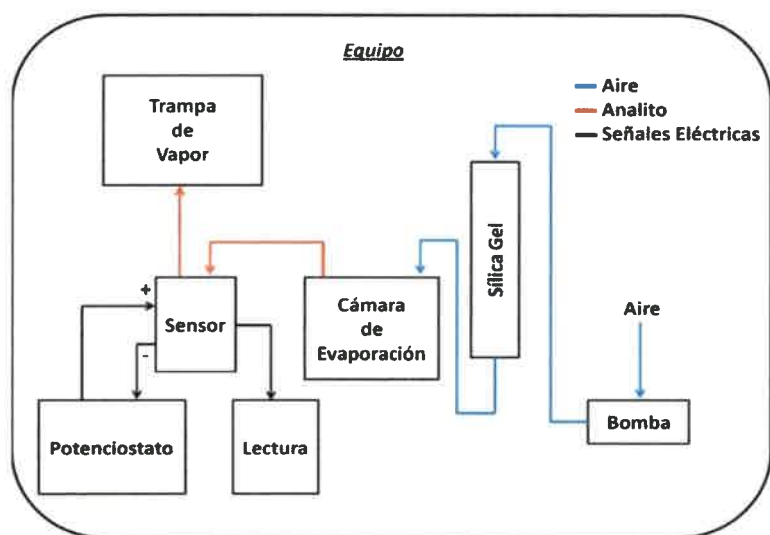 Equipo
Aire
Analito
Señales Eléctricas
Trampa
de
Vapor
Sílica Gel
+
Sensor
-
Cámara
de
Evaporación
Aire
Bomba
Potenciostato
Lectura